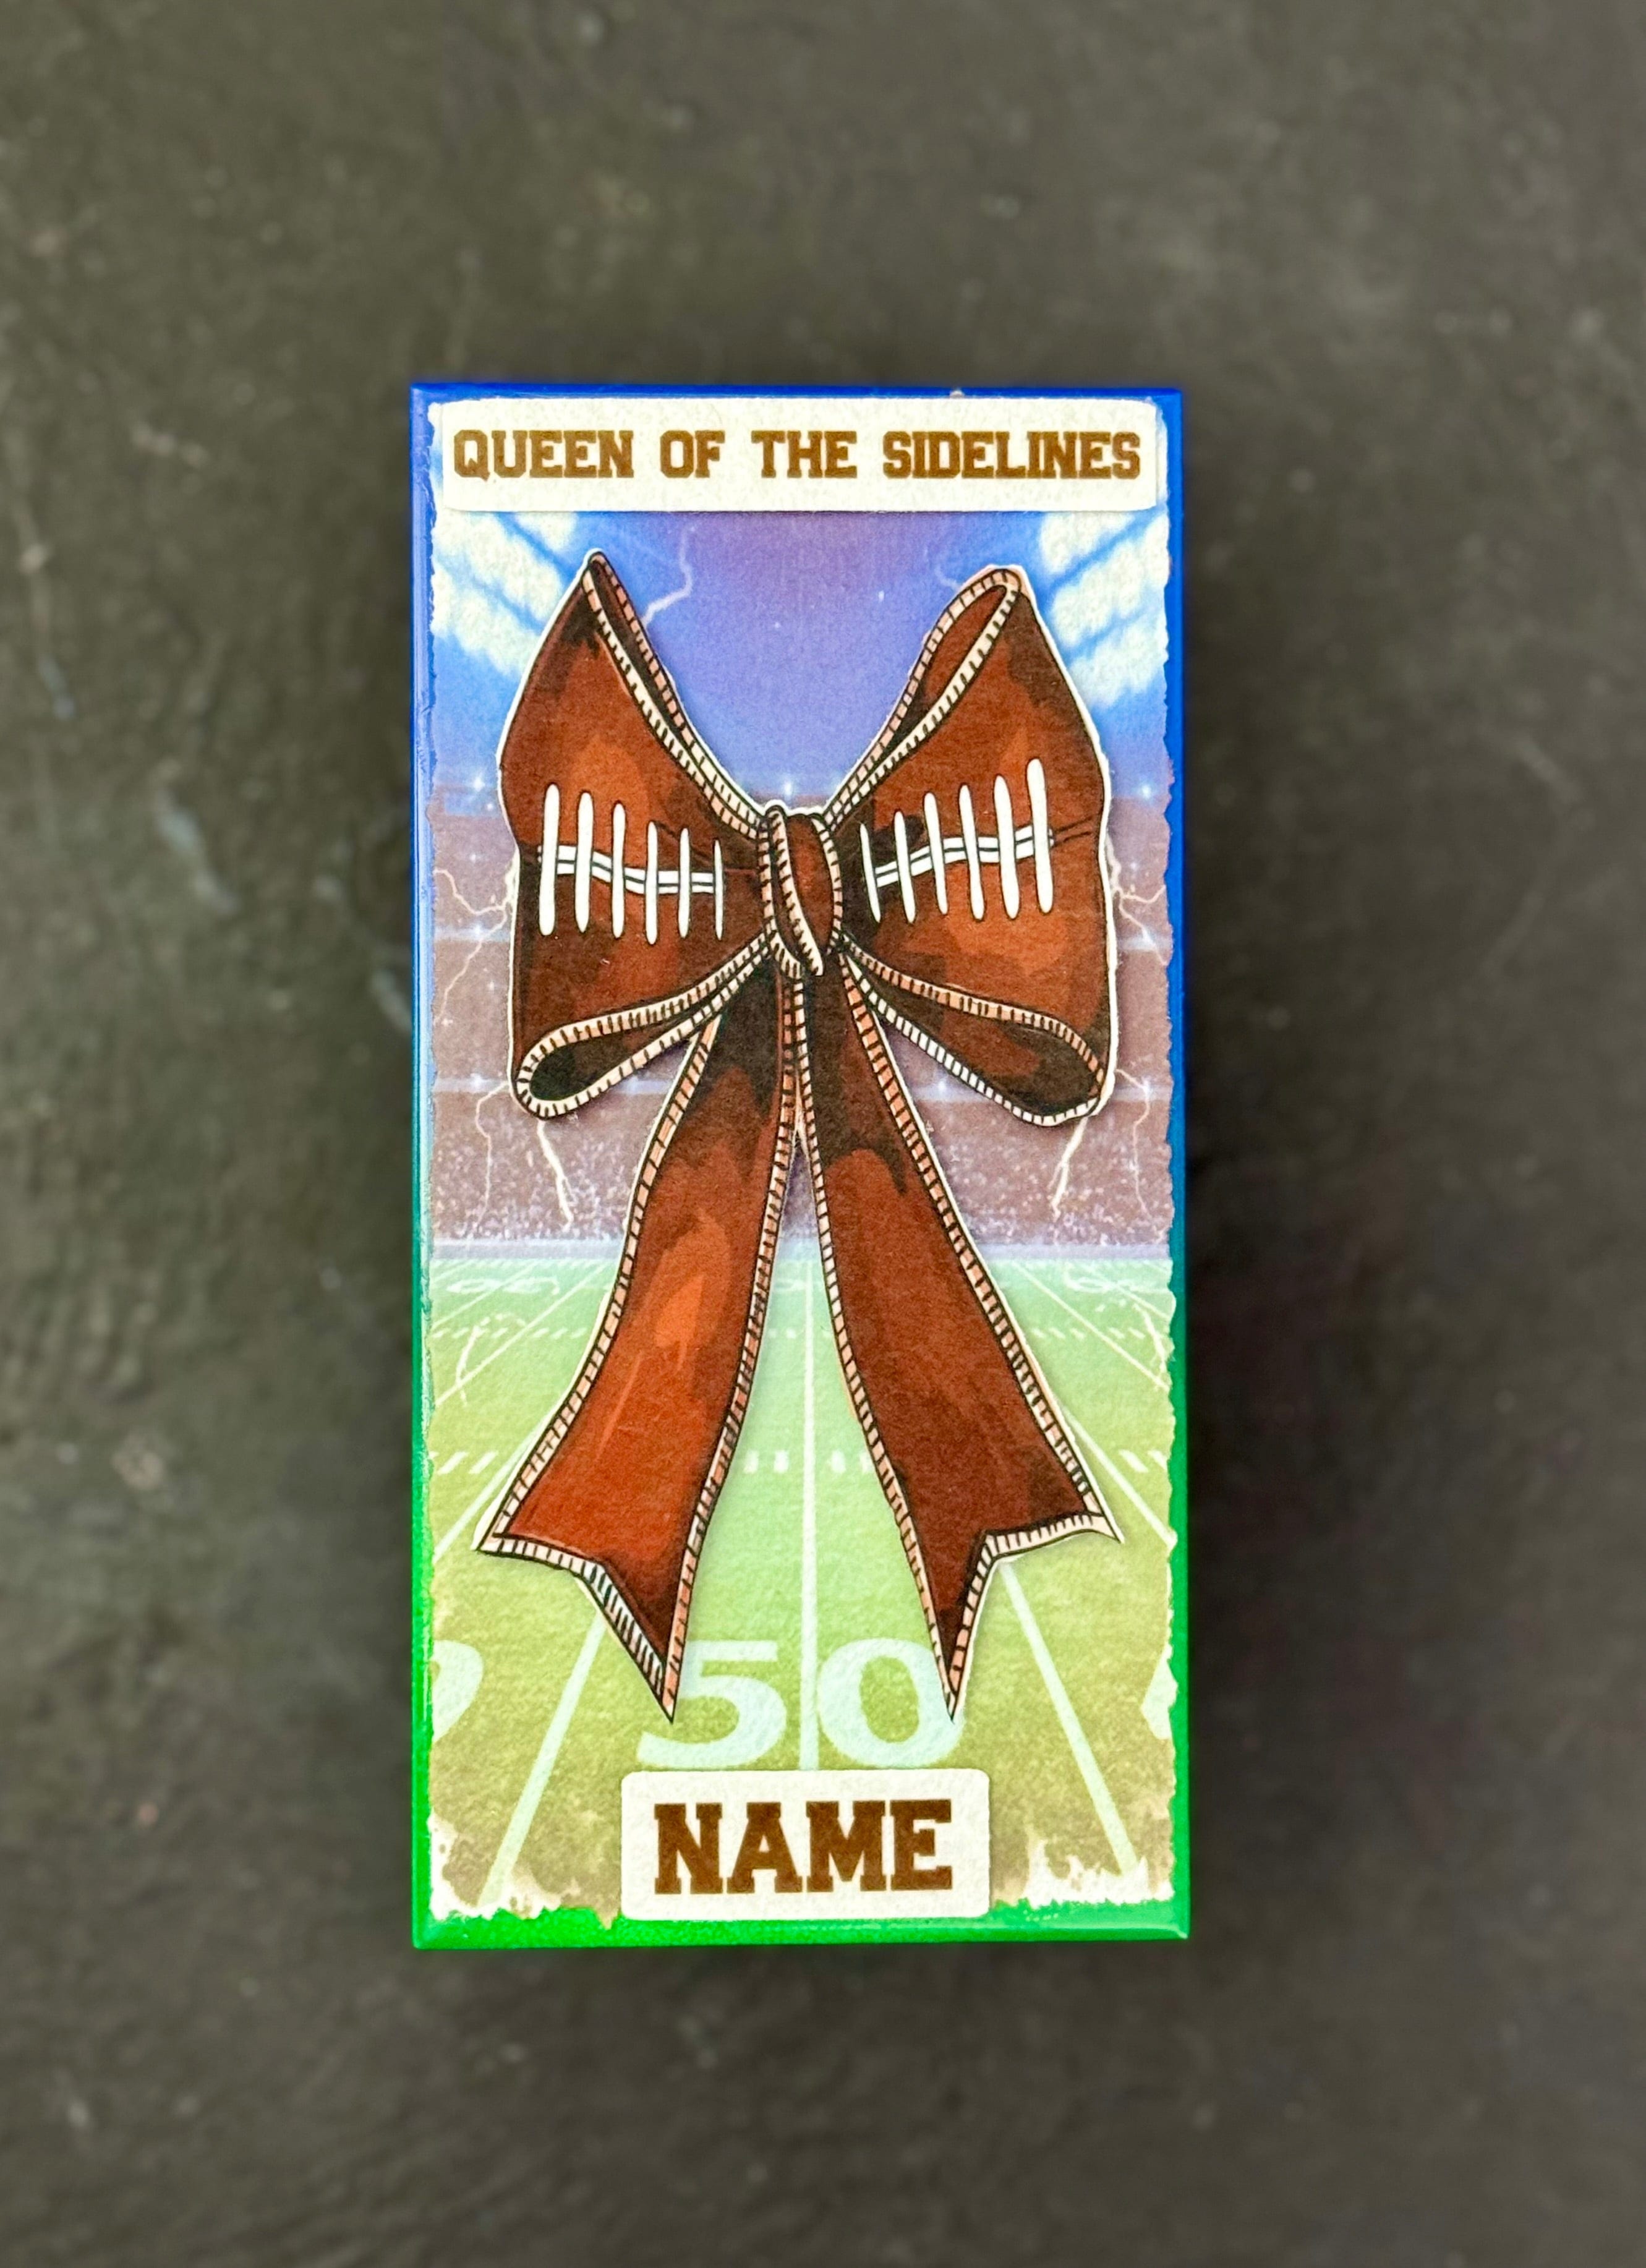 QUEEN OF THE SIDELINES
50
NAME